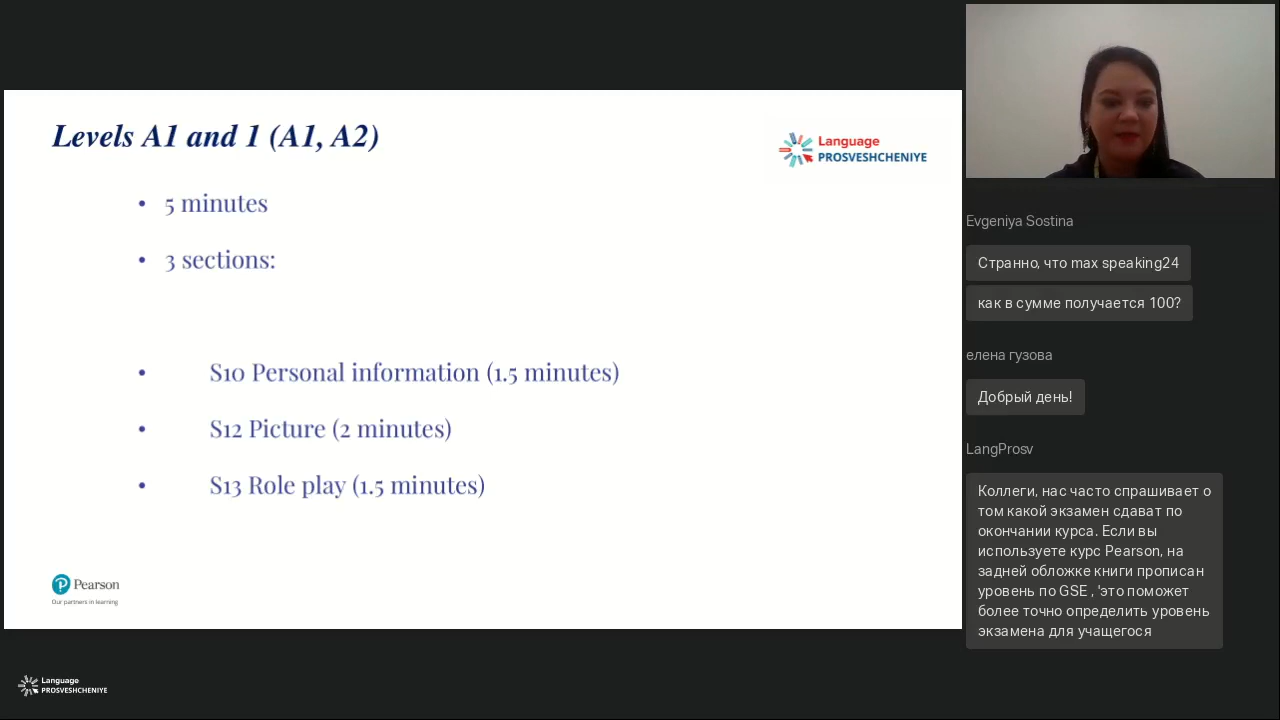 Levels A1 and 1 (A1, A2)
Language
PROSVESHCHENIYE
• 5 minutes
• 3 sections:
• S10 Personal information (1.5 minutes)
• S12 Picture (2 minutes)
• S13 Role play (1.5 minutes)
Pearson
Our partners in learning
Language
PROSVESHCHENIYE
Evgeniya Sostina
Странно, что max speaking24
как в сумме получается 100?
елена гузова
Добрый день!
LangProsv
Коллеги, нас часто спрашивает о
том какой экзамен сдават по
окончании курса. Если вы
используете курс Pearson, на
задней обложке книги прописан
уровень по GSE , 'это поможет
более точно определить уровень
экзамена для учащегося